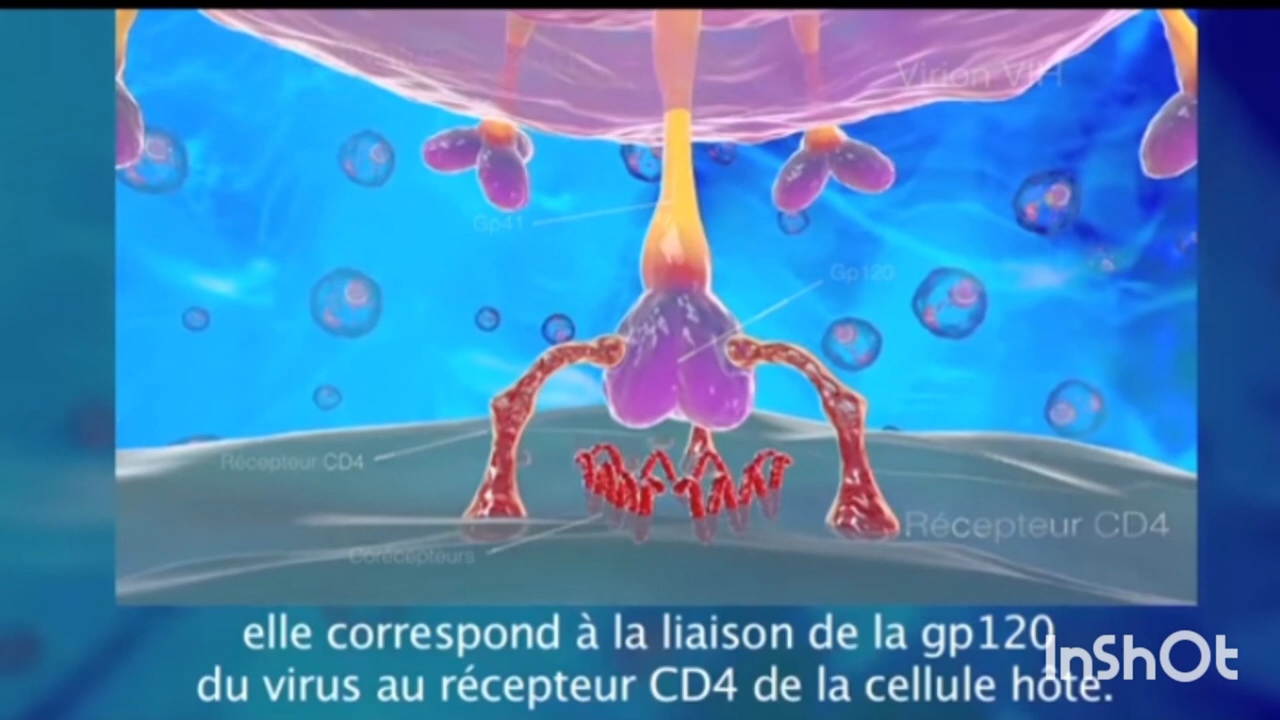 Virion VIH
Gp41
Gp120
Récepteur CD4
Récepteur CD4
Corécepteurs
elle correspond à la liaison de la gp120
du virus au récepteur CD4 de la cellule hôte.
InShOt